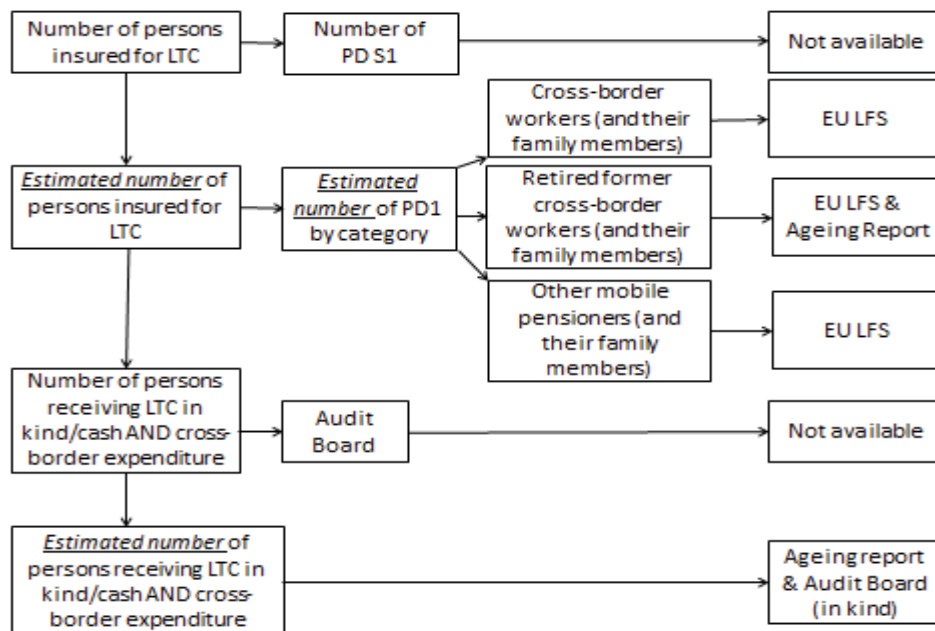 Number of persons
insured for LTC
Number of
PD S1
Not available
Cross-border
workers (and their
family members)
EU LFS
Estimated number of
persons insured for
LTC
Estimated
number of PD1
by category
Retired former
cross-border
workers (and their
family members)
EU LFS &
Ageing Report
Other mobile
pensioners (and
their family
members)
EU LFS
Number of persons
receiving LTC in
kind/cash AND cross-
border expenditure
Audit
Board
Not available
Estimated number of
persons receiving LTC in
kind/cash AND cross-
border expenditure
Ageing report
& Audit Board
(in kind)